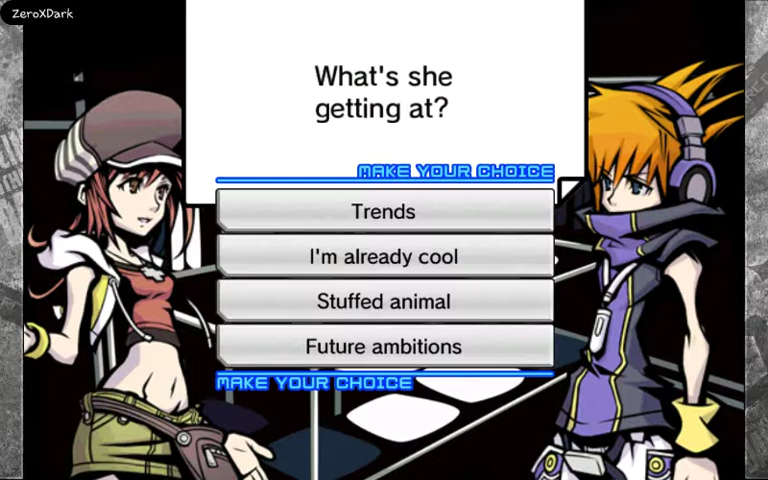 ZeroXDark
What's she
getting at?
MAKE YOUR CHOICE
Trends
I'm already cool
Stuffed animal
Future ambitions
MAKE YOUR CHOICE